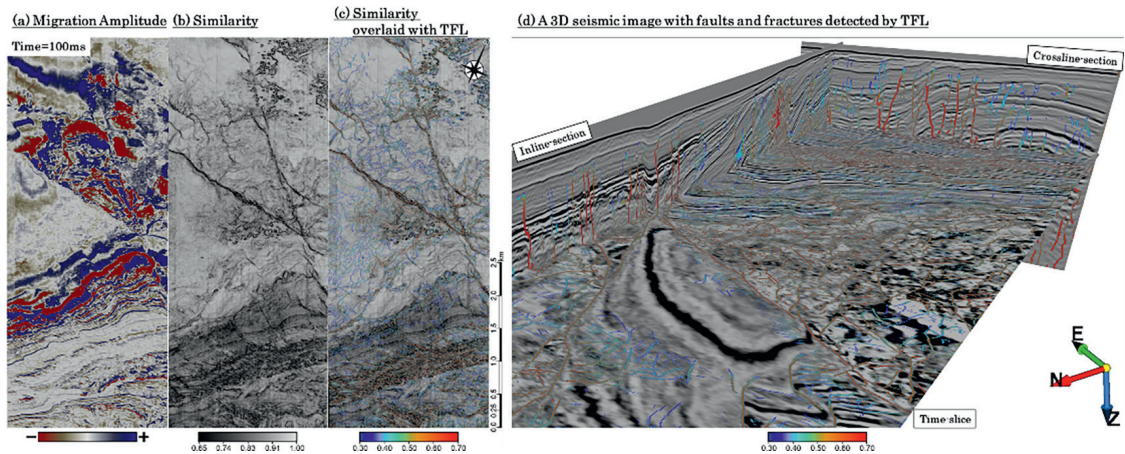 (a) Migration Amplitude
(b) Similarity
(c) Similarity
overlaid with TFL
(d) A 3D seismic image with faults and fractures detected by TFL
Time=100ms
Crossline-section
Inline-section
Time-slice
km
2.5
2.0
1.5
1.0
0.5
0.25
0.0
E
N
Z
− +
0.65 0.74 0.83 0.91 1.00
0.30 0.40 0.50 0.60 0.70
0.30 0.40 0.50 0.60 0.70